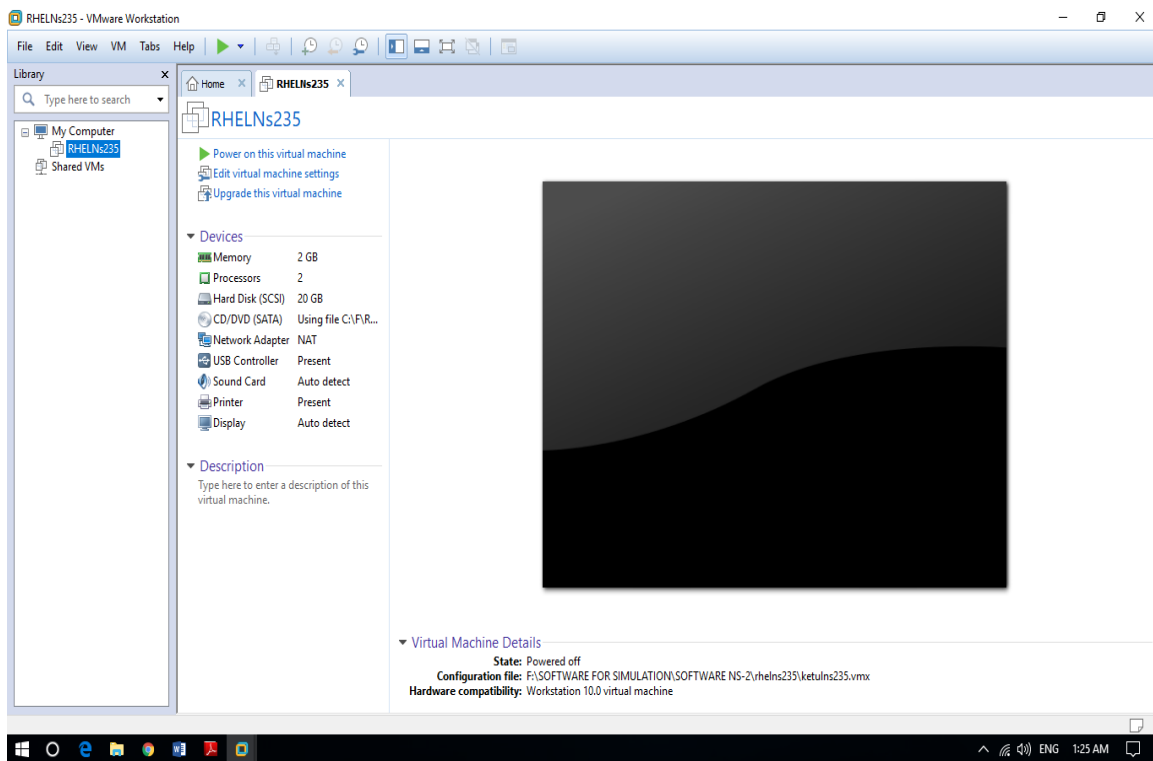 RHELNs235 - VMware Workstation
File Edit View VM Tabs Help
Library x
Type here to search
My Computer
RHELNs235
Shared VMs
Home x RHELNs235 x
RHELNs235
Power on this virtual machine
Edit virtual machine settings
Upgrade this virtual machine
Devices
Memory 2 GB
Processors 2
Hard Disk (SCSI) 20 GB
CD/DVD (SATA) Using file C:\F\R...
Network Adapter NAT
USB Controller Present
Sound Card Auto detect
Printer Present
Display Auto detect
Description
Type here to enter a description of this
virtual machine.
Virtual Machine Details
State: Powered off
Configuration file: F:\SOFTWARE FOR SIMULATION\SOFTWARE NS-2\rhelns235\ketulns235.vmx
Hardware compatibility: Workstation 10.0 virtual machine
ENG 1:25 AM